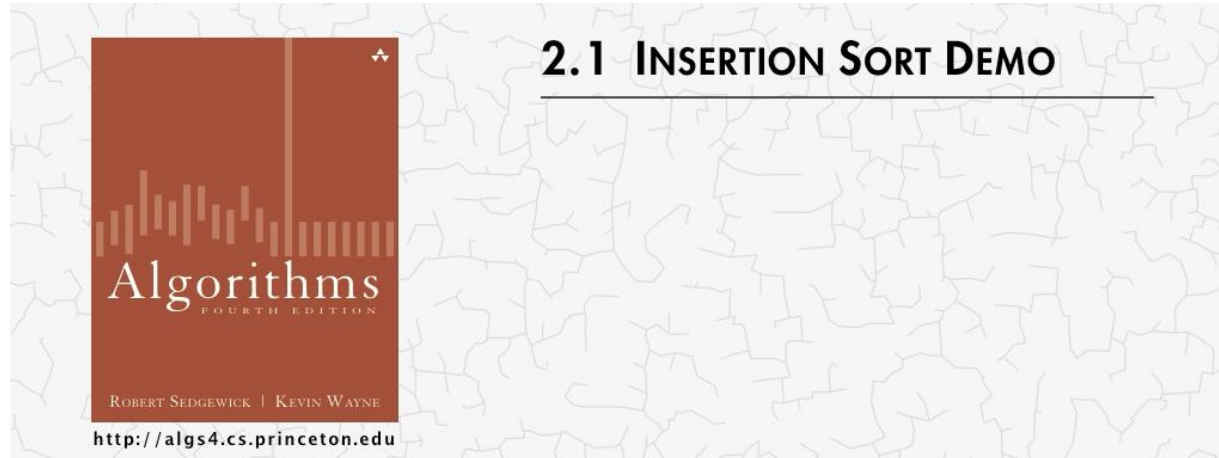 2.1 INSERTION SORT DEMO
Algorithms
FOURTH EDITION
ROBERT SEDGEWICK | KEVIN WAYNE
http://algs4.cs.princeton.edu